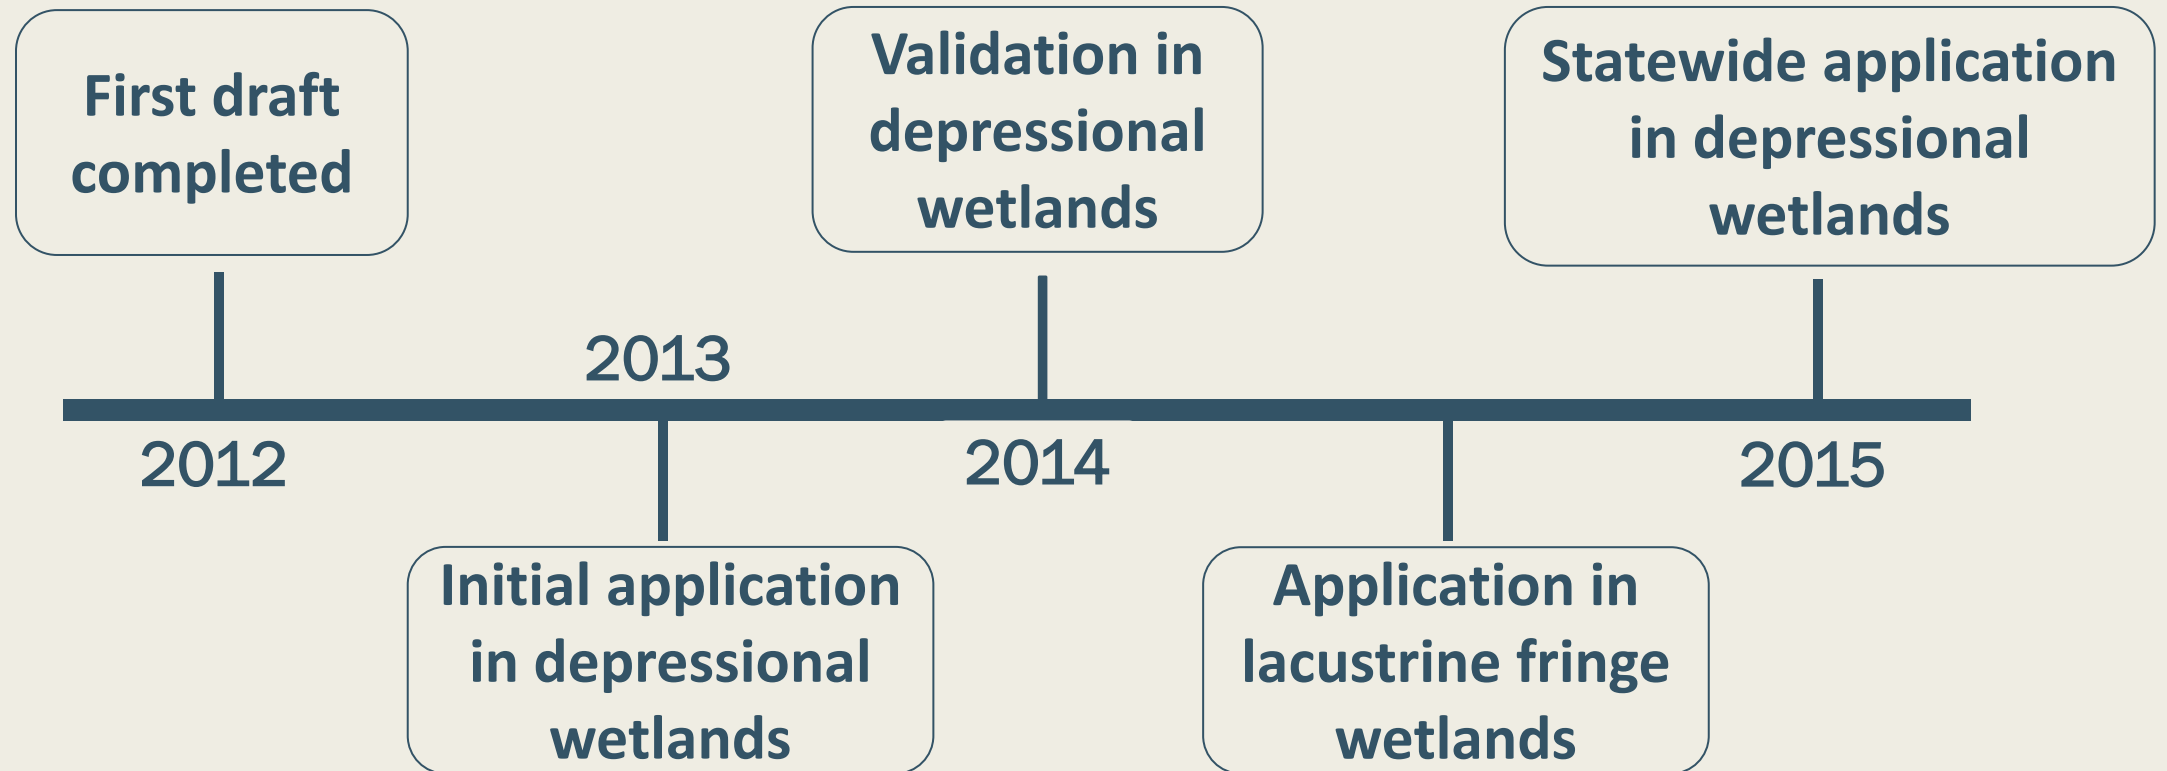 First draft
completed
Validation in
depressional
wetlands
Statewide application
in depressional
wetlands
2013
2012
2014
2015
Initial application
in depressional
wetlands
Application in
lacustrine fringe
wetlands